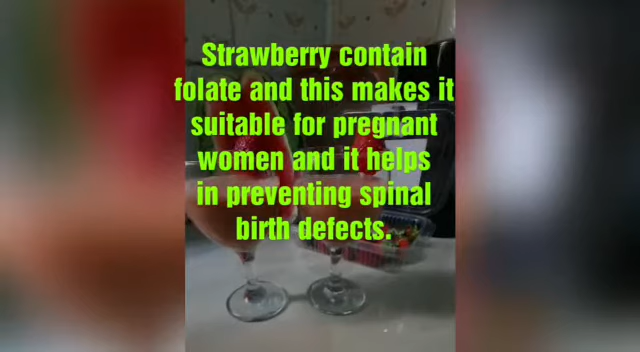 Strawberry contain
folate and this makes it
suitable for pregnant
women and it helps
in preventing spinal
birth defects.